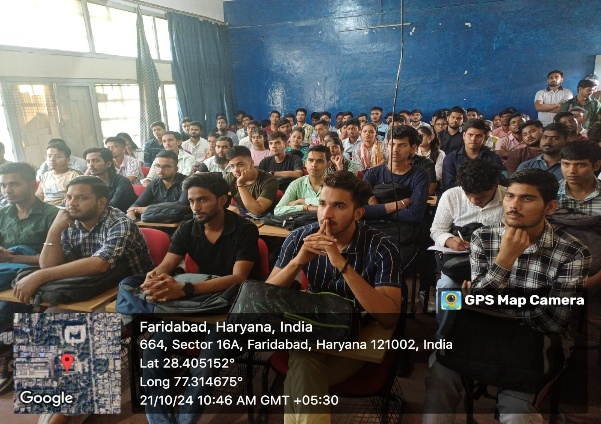 GPS Map Camera
Faridabad, Haryana, India
664, Sector 16A, Faridabad, Haryana 121002, India
Lat 28.405152°
Long 77.314675°
21/10/24 10:46 AM GMT +05:30
Google